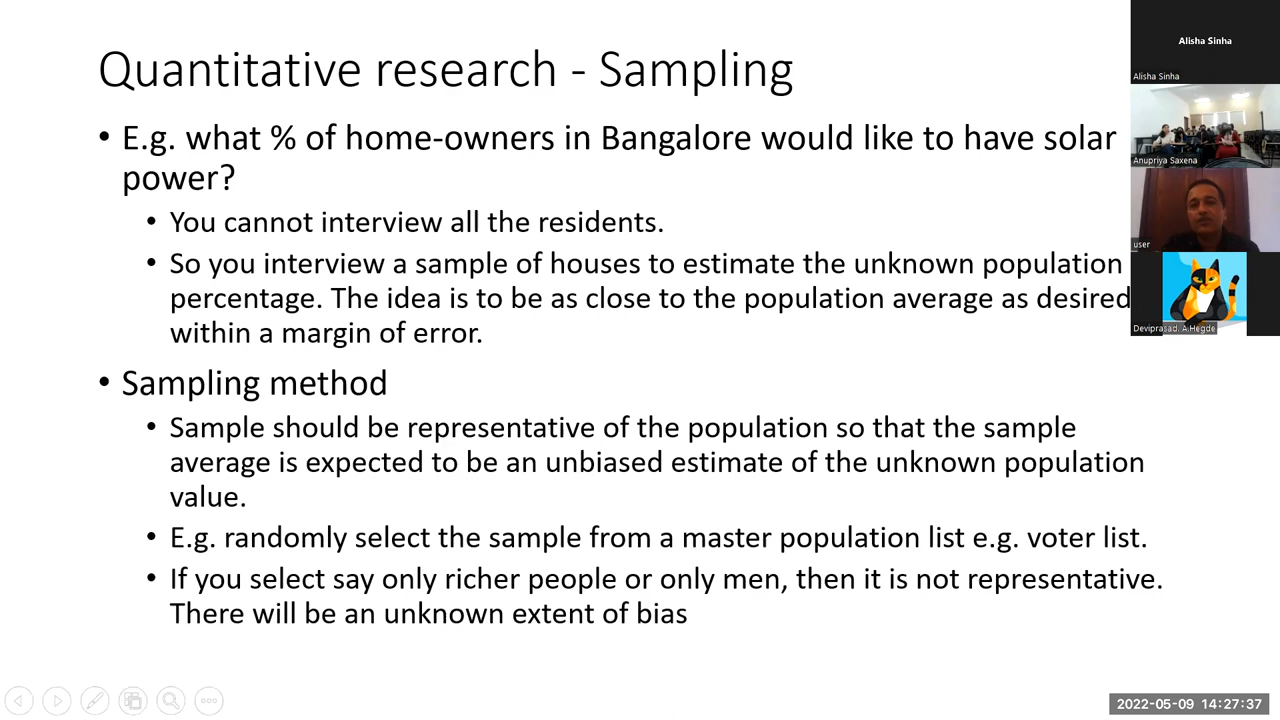 Quantitative research - Sampling
• E.g. what % of home-owners in Bangalore would like to have solar
power?
• You cannot interview all the residents.
• So you interview a sample of houses to estimate the unknown population
percentage. The idea is to be as close to the population average as desired
within a margin of error.
• Sampling method
• Sample should be representative of the population so that the sample
average is expected to be an unbiased estimate of the unknown population
value.
• E.g. randomly select the sample from a master population list e.g. voter list.
• If you select say only richer people or only men, then it is not representative.
There will be an unknown extent of bias
Alisha Sinha
Alisha Sinha
Anupriya Saxena
user
Deviprasad. A.Hegde
2022-05-09 14:27:37